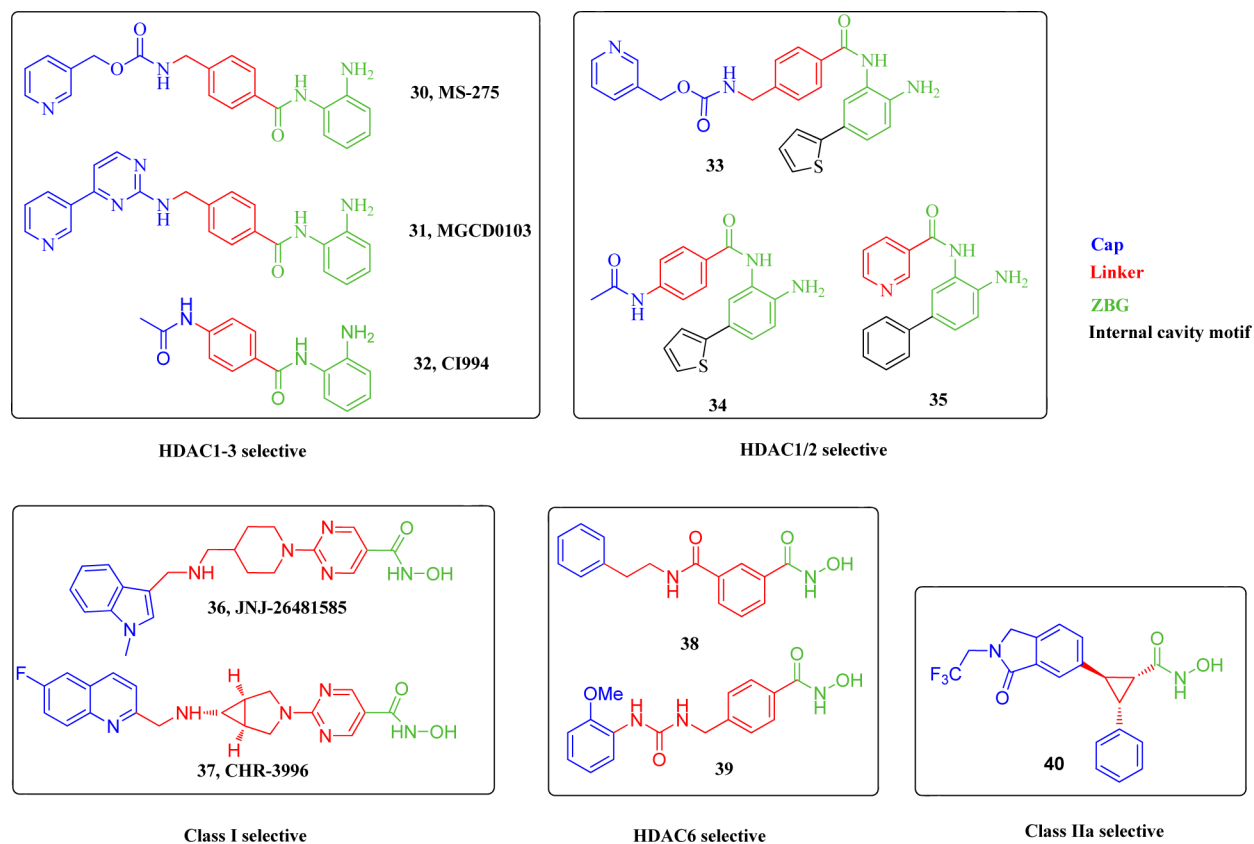 O
O
N
H
N
O
N
H
NH2
30, MS-275
N
N
N
N
H
O
H
N
NH2
31, MGCD0103
H
N
O
O
H
N
NH2
32, CI994
HDAC1-3 selective
N
O
O
N
H
O
NH
NH2
S
33
O
N
H
O
NH
NH2
S
34
N
O
NH
NH2
35
HDAC1/2 selective
Cap
Linker
ZBG
Internal cavity motif
N
NH
N
N
N
O
HN-OH
36, JNJ-26481585
F
N
NH
H
H
N
N
N
O
HN-OH
37, CHR-3996
Class I selective
O
N
H
O
N
H
OH
38
OMe
H
N
O
H
N
O
N
H
OH
39
HDAC6 selective
F3C
N
O
O
N
H
OH
40
Class IIa selective